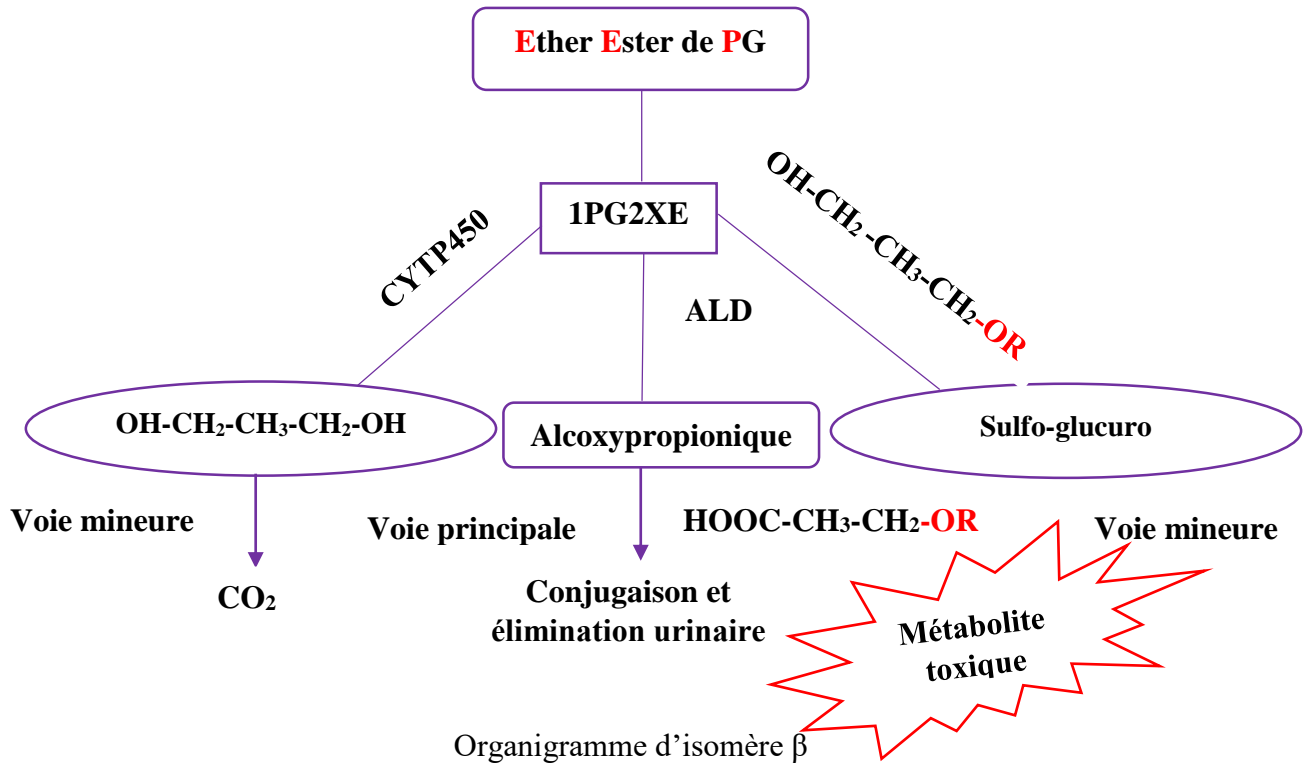 Ether Ester de PG
1PG2XE
CYTP450
ALD
OH-CH₂-CH₃-CH₂-OR
OH-CH₂-CH₃-CH₂-OH
Alcoxypropionique
Sulfo-glucuro
Voie mineure
Voie principale
HOOC-CH₃-CH₂-OR
Voie mineure
CO₂
Conjugaison et
élimination urinaire
Métabolite
toxique
Organigramme d’isomère β